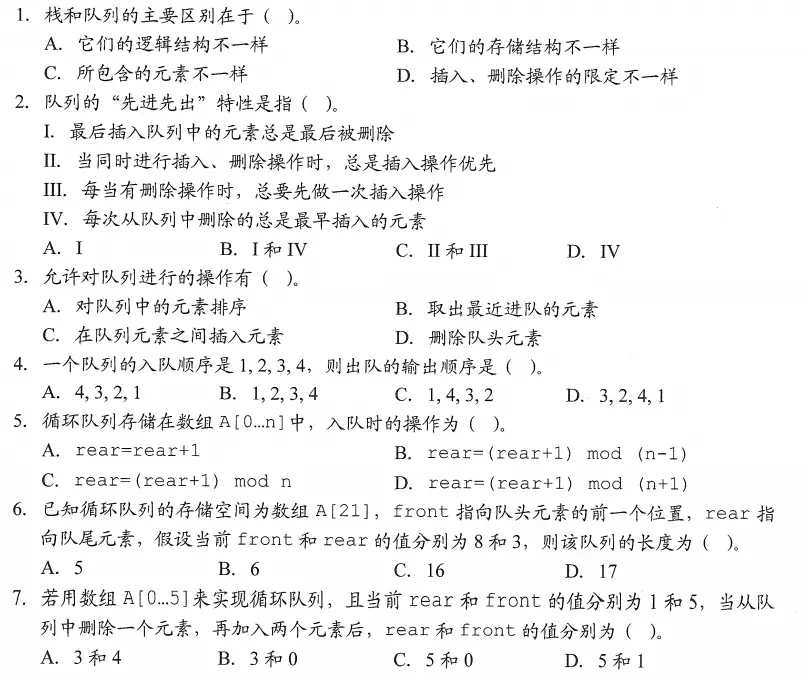 1. 栈和队列的主要区别在于（ ）。
A. 它们的逻辑结构不一样 B. 它们的存储结构不一样
C. 所包含的元素不一样 D. 插入、删除操作的限定不一样
2. 队列的“先进先出”特性是指（ ）。
I. 最后插入队列中的元素总是最后被删除
II. 当同时进行插入、删除操作时，总是插入操作优先
III. 每当有删除操作时，总要先做一次插入操作
IV. 每次从队列中删除的总是最早插入的元素
A. I B. I 和 IV C. II 和 III D. IV
3. 允许对队列进行的操作有（ ）。
A. 对队列中的元素排序 B. 取出最近进队的元素
C. 在队列元素之间插入元素 D. 删除队头元素
4. 一个队列的入队顺序是 1, 2, 3, 4，则出队的输出顺序是（ ）。
A. 4, 3, 2, 1 B. 1, 2, 3, 4 C. 1, 4, 3, 2 D. 3, 2, 4, 1
5. 循环队列存储在数组 A[0…n]中，入队时的操作为（ ）。
A. rear=rear+1 B. rear=(rear+1) mod (n-1)
C. rear=(rear+1) mod n D. rear=(rear+1) mod (n+1)
6. 已知循环队列的存储空间为数组 A[21]，front 指向队头元素的前一个位置，rear 指
向队尾元素，假设当前 front 和 rear 的值分别为 8 和 3，则该队列的长度为（ ）。
A. 5 B. 6 C. 16 D. 17
7. 若用数组 A[0…5]来实现循环队列，且当前 rear 和 front 的值分别为 1 和 5，当从队
列中删除一个元素，再加入两个元素后，rear 和 front 的值分别为（ ）。
A. 3 和 4 B. 3 和 0 C. 5 和 0 D. 5 和 1